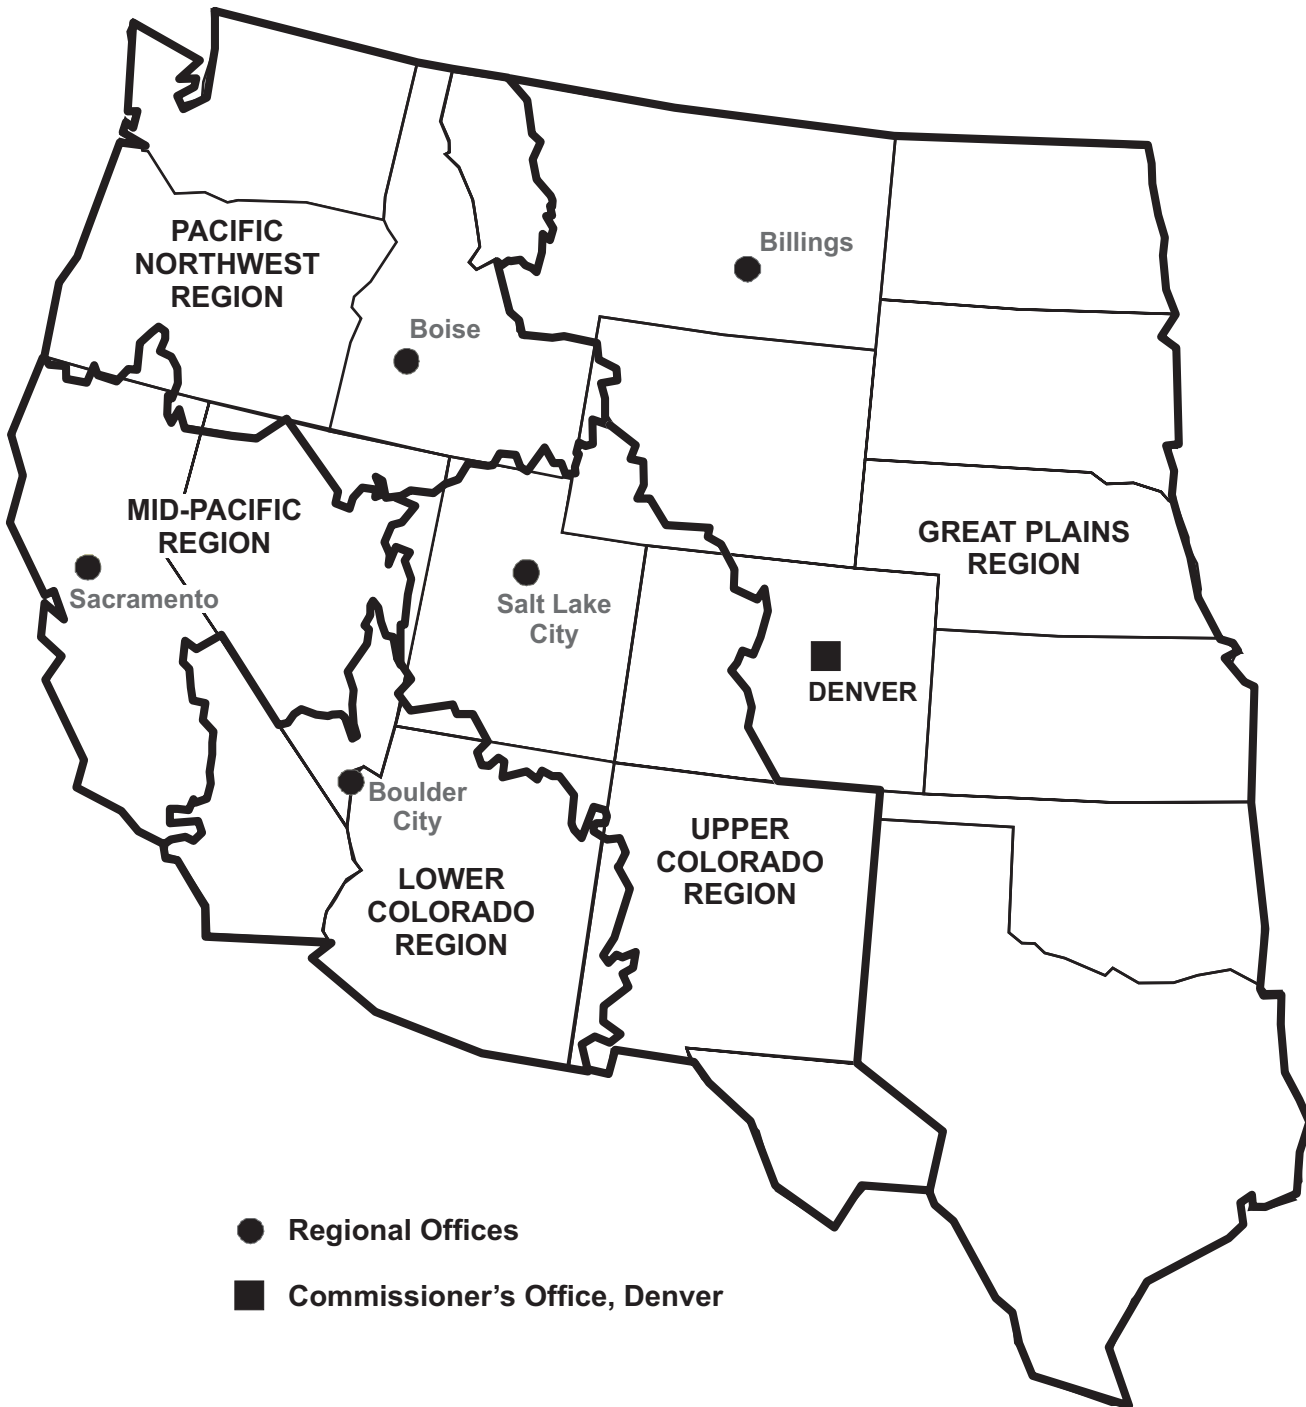 PACIFIC
NORTHWEST
REGION
Billings
Boise
MID-PACIFIC
REGION
GREAT PLAINS
REGION
Sacramento
Salt Lake
City
DENVER
Boulder
City
UPPER
COLORADO
REGION
LOWER
COLORADO
REGION
Regional Offices
Commissioner’s Office, Denver